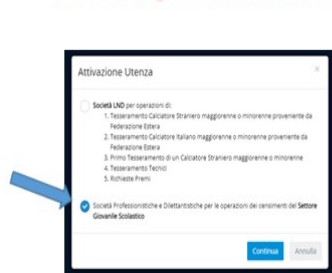 Attivazione Utenza
Società LND per operazioni di:
1. Tesseramento Calciatore Straniero maggiorenne o minorenne proveniente da
Federazione Estera
2. Tesseramento Calciatore Italiano maggiorenne o minorenne proveniente da
Federazione Estera
3. Primo Tesseramento di un Calciatore Straniero maggiorenne o minorenne
4. Tesseramento Tecnici
5. Richieste Premi
Società Professionistiche e Dilettantistiche per le operazioni dei censimenti del Settore
Giovanile Scolastico
Continua Annulla